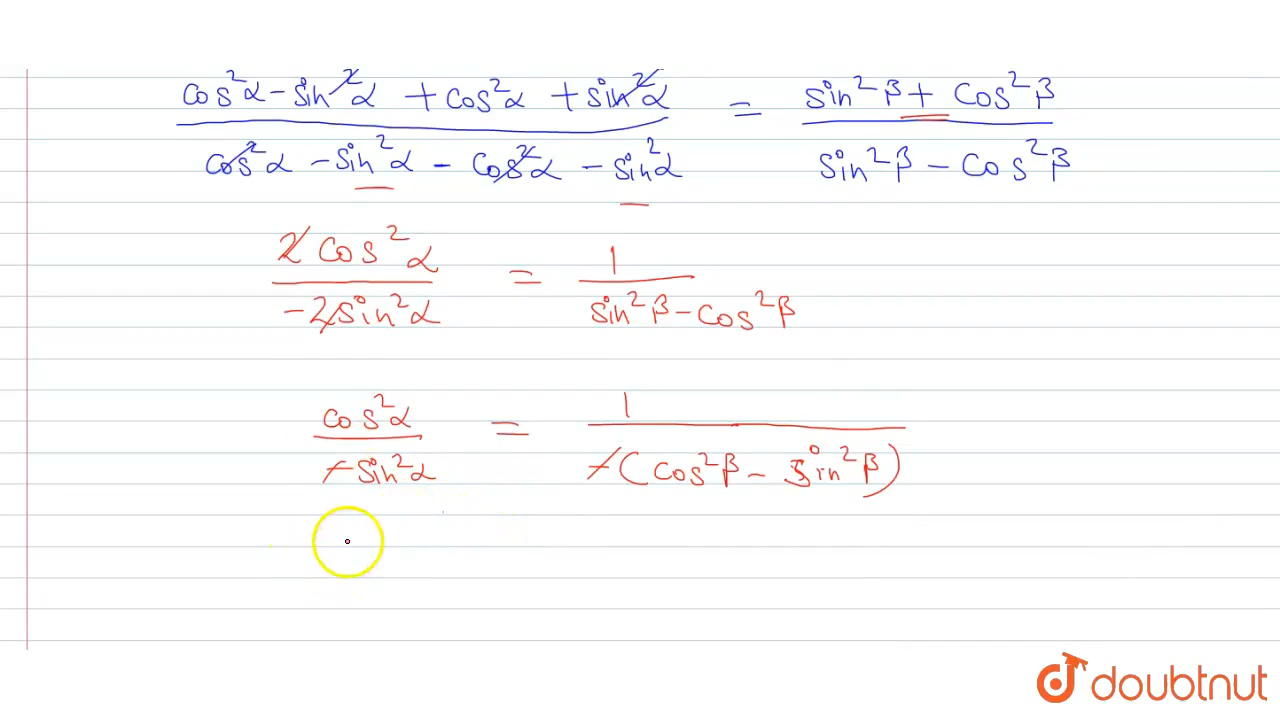 cos²α - sin²α + cos²α + sin²α / cos²α - sin²α - cos²α - sin²α = sin²β + cos²β / sin²β - cos²β
2cos²α / -2sin²α = 1 / sin²β - cos²β
cos²α / -sin²α = 1 / -(cos²β - sin²β)
doubtnut